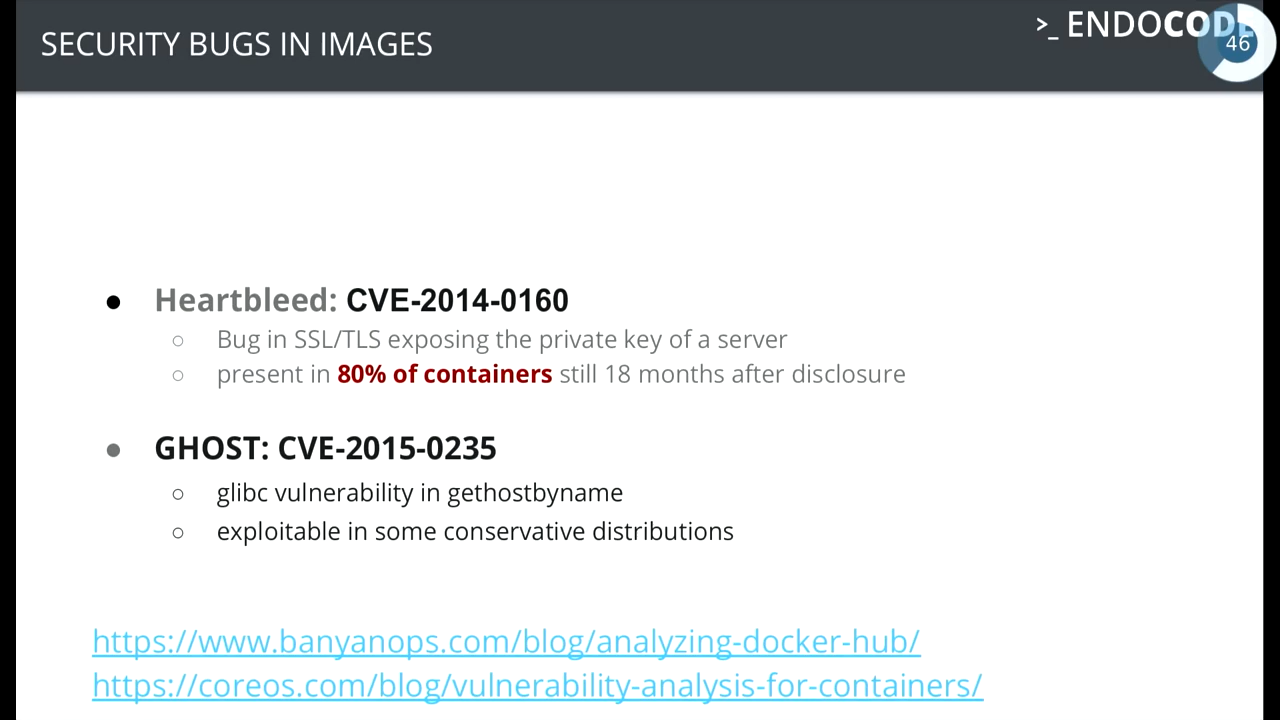 SECURITY BUGS IN IMAGES
>_ ENDOCODE
46
● Heartbleed: CVE-2014-0160
○ Bug in SSL/TLS exposing the private key of a server
○ present in 80% of containers still 18 months after disclosure
● GHOST: CVE-2015-0235
○ glibc vulnerability in gethostbyname
○ exploitable in some conservative distributions
https://www.banyanops.com/blog/analyzing-docker-hub/
https://coreos.com/blog/vulnerability-analysis-for-containers/